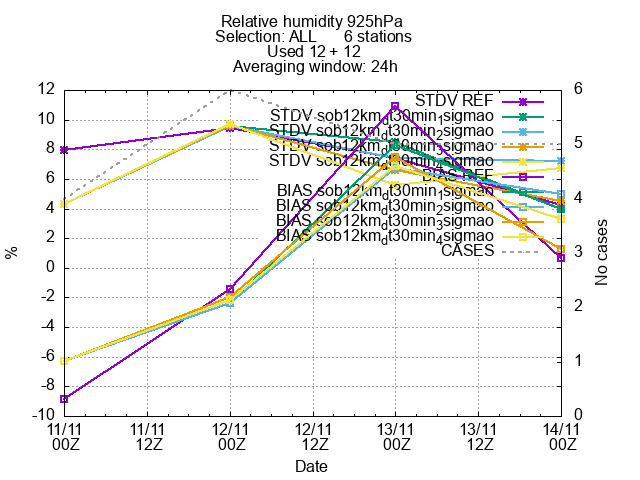 Relative humidity 925hPa
Selection: ALL 6 stations
Used 12 + 12
Averaging window: 24h
12
10
8
6
4
2
0
-2
-4
-6
-8
-10
%
6
5
4
3
2
1
0
No cases
STDV REF
STDV sob12km_dt30min_1sigmao
STDV sob12km_dt30min_2sigmao
STDV sob12km_dt30min_3sigmao
STDV sob12km_dt30min_4sigmao
BIAS REF
BIAS sob12km_dt30min_1sigmao
BIAS sob12km_dt30min_2sigmao
BIAS sob12km_dt30min_3sigmao
BIAS sob12km_dt30min_4sigmao
CASES
11/11 11/11 12/11 12/11 13/11 13/11 14/11
00Z 12Z 00Z 12Z 00Z 12Z 00Z
Date